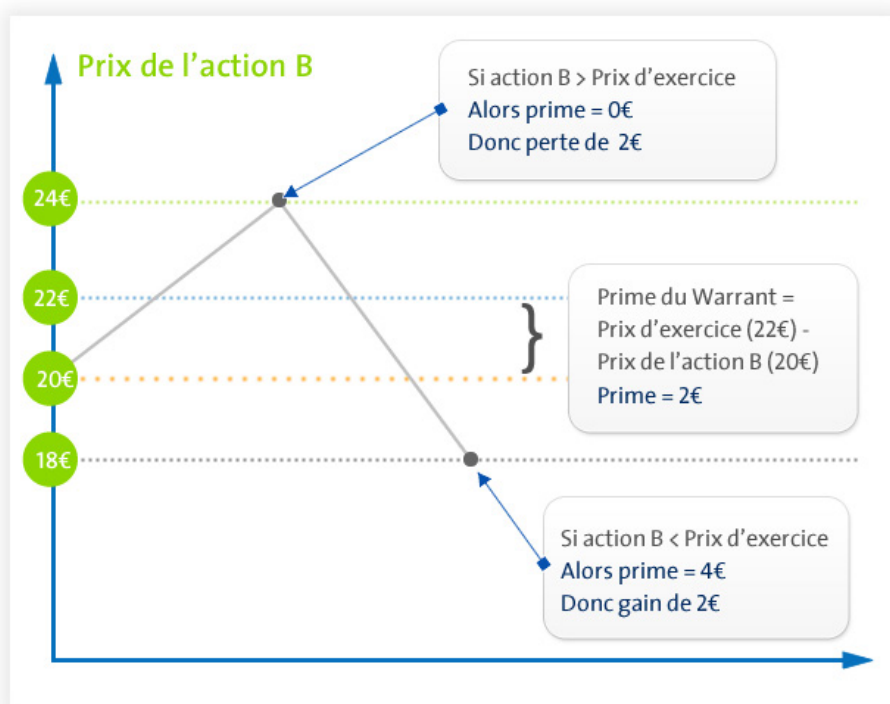 Prix de l'action B
Si action B > Prix d'exercice
Alors prime = 0€
Donc perte de 2€
24€
22€
Prime du Warrant =
Prix d'exercice (22€) -
Prix de l'action B (20€)
Prime = 2€
20€
18€
Si action B < Prix d'exercice
Alors prime = 4€
Donc gain de 2€